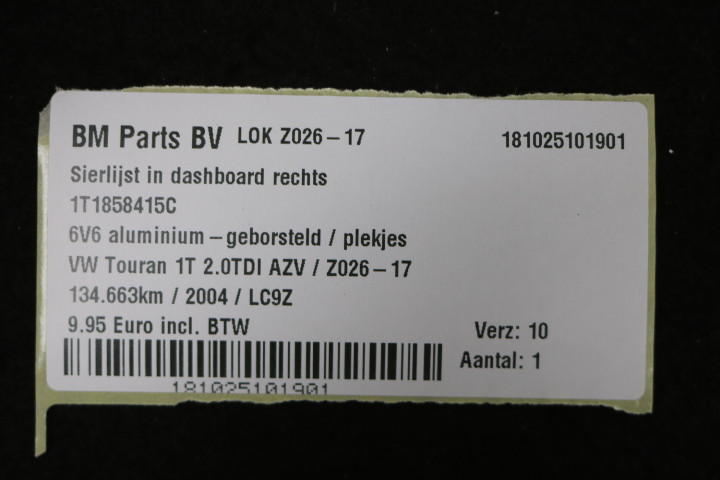 BM Parts BV LOK Z026-17 181025101901
Sierlijst in dashboard rechts
1T1858415C
6V6 aluminium-geborsteld / plekjes
VW Touran 1T 2.0TDI AZV / Z026-17
134.663km / 2004 / LC9Z
9.95 Euro incl. BTW Verz: 10
Aantal: 1
181025101901